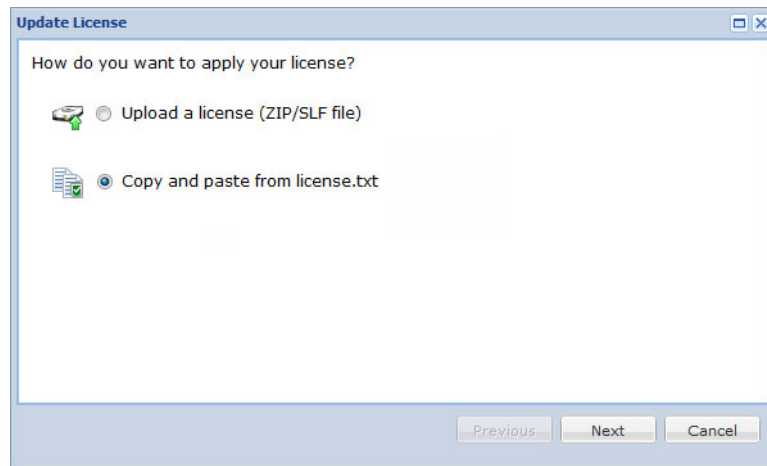 Update License
How do you want to apply your license?
Upload a license (ZIP/SLF file)
Copy and paste from license.txt
Previous Next Cancel